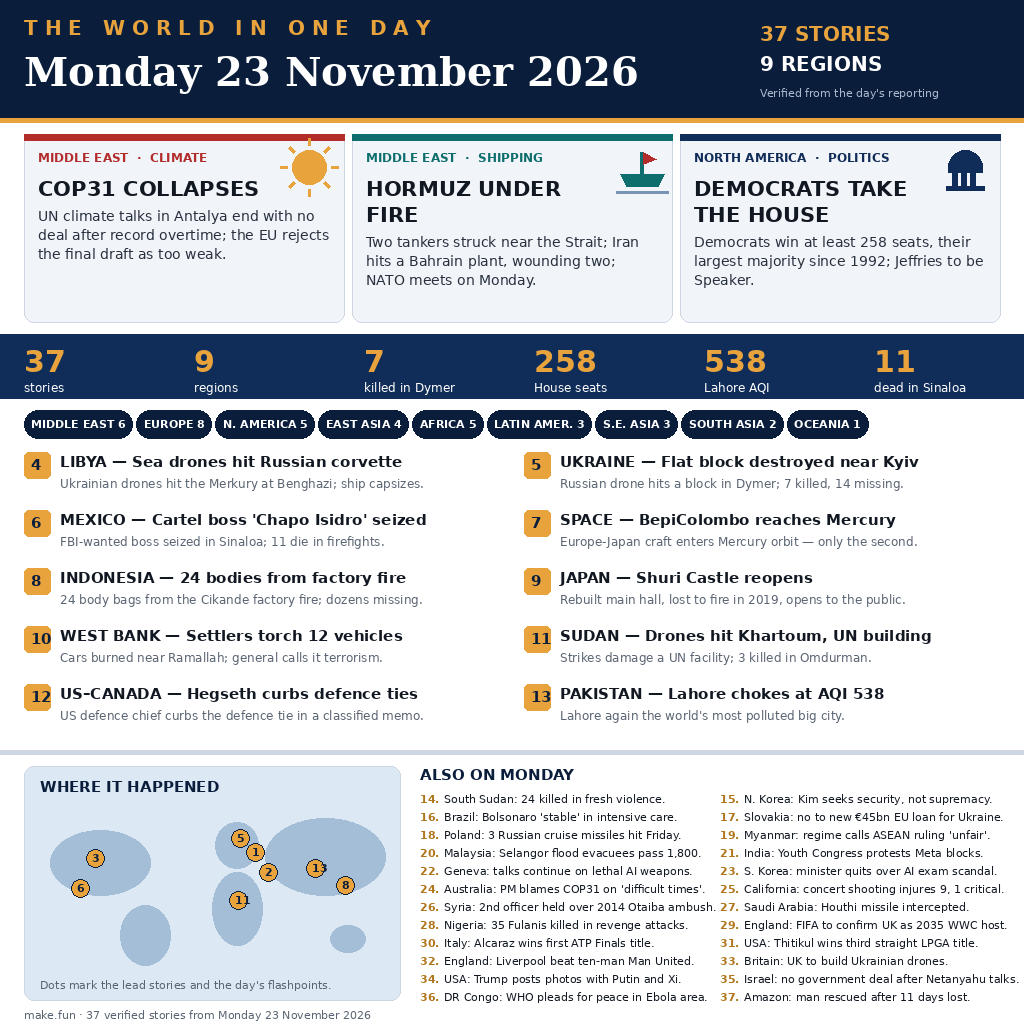 THE WORLD IN ONE DAY
Monday 23 November 2026
37 STORIES
9 REGIONS
Verified from the day's reporting
MIDDLE EAST · CLIMATE
COP31 COLLAPSES
UN climate talks in Antalya end with no
deal after record overtime; the EU rejects
the final draft as too weak.
MIDDLE EAST · SHIPPING
HORMUZ UNDER
FIRE
Two tankers struck near the Strait; Iran
hits a Bahrain plant, wounding two;
NATO meets on Monday.
NORTH AMERICA · POLITICS
DEMOCRATS TAKE
THE HOUSE
Democrats win at least 258 seats, their
largest majority since 1992; Jeffries to be
Speaker.
37
stories
9
regions
7
killed in Dymer
258
House seats
538
Lahore AQI
11
dead in Sinaloa
MIDDLE EAST 6
EUROPE 8
N. AMERICA 5
EAST ASIA 4
AFRICA 5
LATIN AMER. 3
S.E. ASIA 3
SOUTH ASIA 2
OCEANIA 1
4 LIBYA — Sea drones hit Russian corvette
Ukrainian drones hit the Merkury at Benghazi; ship capsizes.
5 UKRAINE — Flat block destroyed near Kyiv
Russian drone hits a block in Dymer; 7 killed, 14 missing.
6 MEXICO — Cartel boss 'Chapo Isidro' seized
FBI-wanted boss seized in Sinaloa; 11 die in firefights.
7 SPACE — BepiColombo reaches Mercury
Europe-Japan craft enters Mercury orbit — only the second.
8 INDONESIA — 24 bodies from factory fire
24 body bags from the Cikande factory fire; dozens missing.
9 JAPAN — Shuri Castle reopens
Rebuilt main hall, lost to fire in 2019, opens to the public.
10 WEST BANK — Settlers torch 12 vehicles
Cars burned near Ramallah; general calls it terrorism.
11 SUDAN — Drones hit Khartoum, UN building
Strikes damage a UN facility; 3 killed in Omdurman.
12 US–CANADA — Hegseth curbs defence ties
US defence chief curbs the defence tie in a classified memo.
13 PAKISTAN — Lahore chokes at AQI 538
Lahore again the world's most polluted big city.
WHERE IT HAPPENED
5
1
3
2
13
8
6
11
Dots mark the lead stories and the day's flashpoints.
ALSO ON MONDAY
14. South Sudan: 24 killed in fresh violence.
15. N. Korea: Kim seeks security, not supremacy.
16. Brazil: Bolsonaro 'stable' in intensive care.
17. Slovakia: no to new €45bn EU loan for Ukraine.
18. Poland: 3 Russian cruise missiles hit Friday.
19. Myanmar: regime calls ASEAN ruling 'unfair'.
20. Malaysia: Selangor flood evacuees pass 1,800.
21. India: Youth Congress protests Meta blocks.
22. Geneva: talks continue on lethal AI weapons.
23. S. Korea: minister quits over AI exam scandal.
24. Australia: PM blames COP31 on 'difficult times'.
25. California: concert shooting injures 9, 1 critical.
26. Syria: 2nd officer held over 2014 Otaiba ambush.
27. Saudi Arabia: Houthi missile intercepted.
28. Nigeria: 35 Fulanis killed in revenge attacks.
29. England: FIFA to confirm UK as 2035 WWC host.
30. Italy: Alcaraz wins first ATP Finals title.
31. USA: Thitikul wins third straight LPGA title.
32. England: Liverpool beat ten-man Man United.
33. Britain: UK to build Ukrainian drones.
34. USA: Trump posts photos with Putin and Xi.
35. Israel: no government deal after Netanyahu talks.
36. DR Congo: WHO pleads for peace in Ebola area.
37. Amazon: man rescued after 11 days lost.
make.fun · 37 verified stories from Monday 23 November 2026